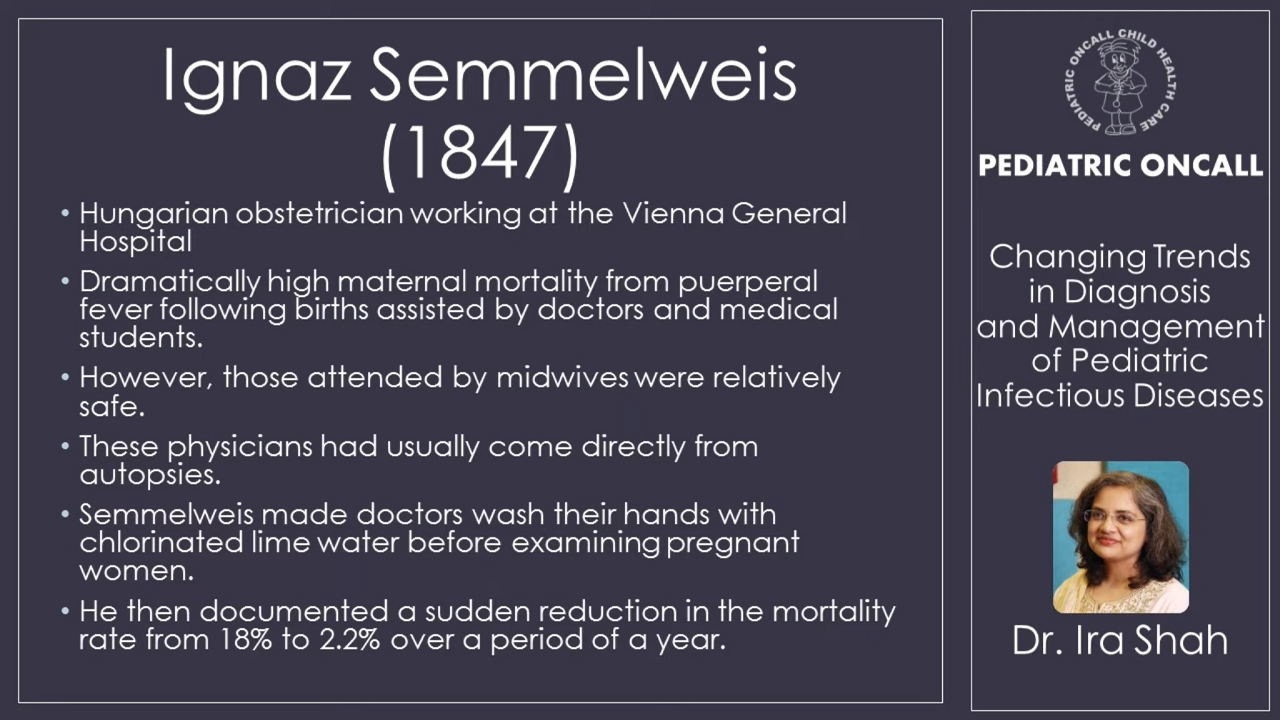 Ignaz Semmelweis
(1847)
• Hungarian obstetrician working at the Vienna General
Hospital
• Dramatically high maternal mortality from puerperal
fever following births assisted by doctors and medical
students.
• However, those attended by midwives were relatively
safe.
• These physicians had usually come directly from
autopsies.
• Semmelweis made doctors wash their hands with
chlorinated lime water before examining pregnant
women.
• He then documented a sudden reduction in the mortality
rate from 18% to 2.2% over a period of a year.
PEDIATRIC ONCALL CHILD HEALTH CARE
PEDIATRIC ONCALL
Changing Trends
in Diagnosis
and Management
of Pediatric
Infectious Diseases
Dr. Ira Shah